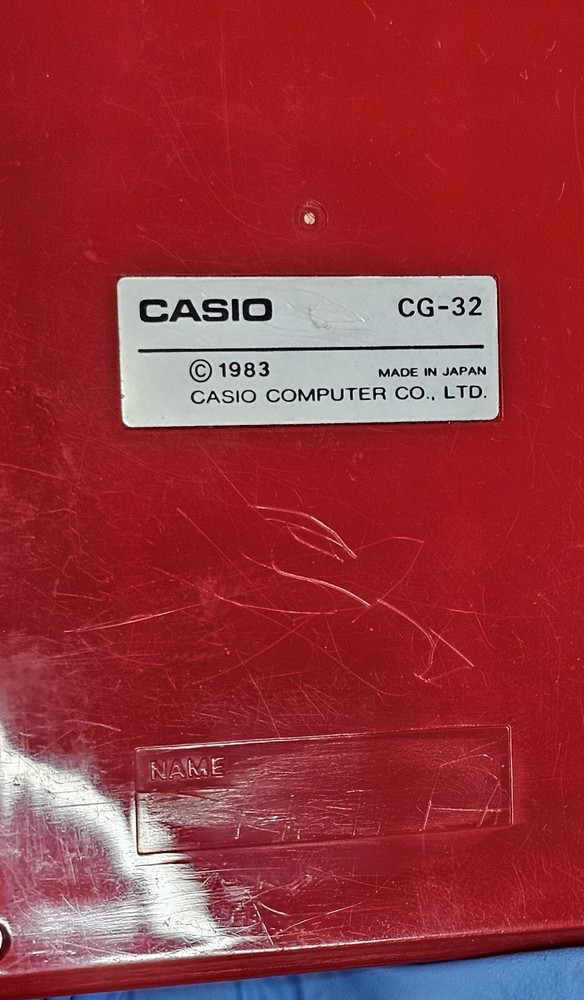 CASIO CG-32
© 1983 MADE IN JAPAN
CASIO COMPUTER CO., LTD.
NAME